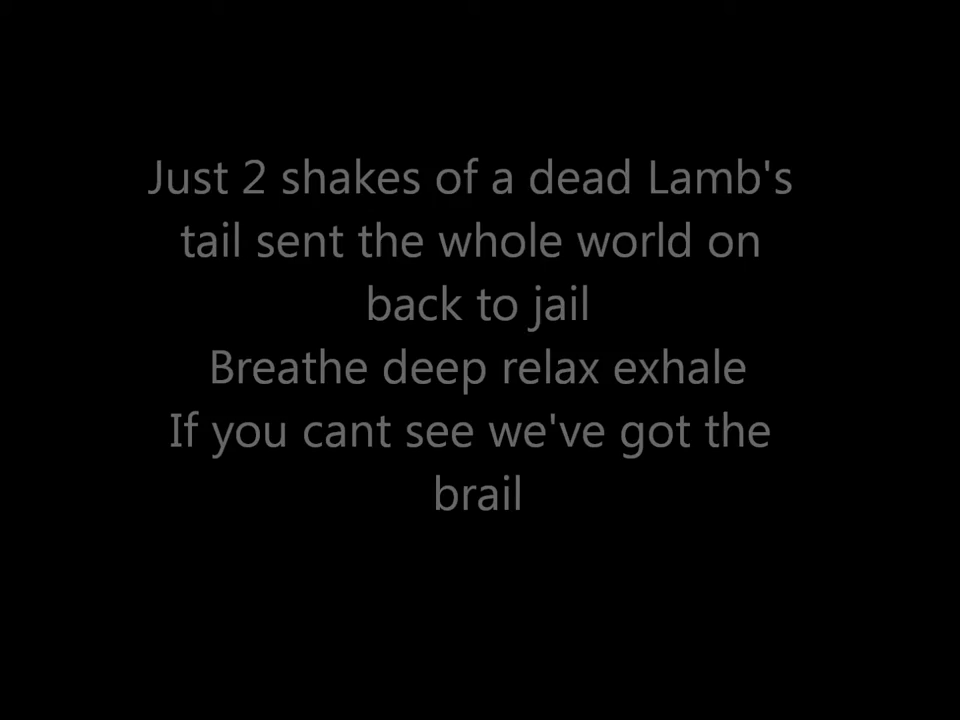 Just 2 shakes of a dead Lamb's
tail sent the whole world on
back to jail
Breathe deep relax exhale
If you cant see we've got the
brail